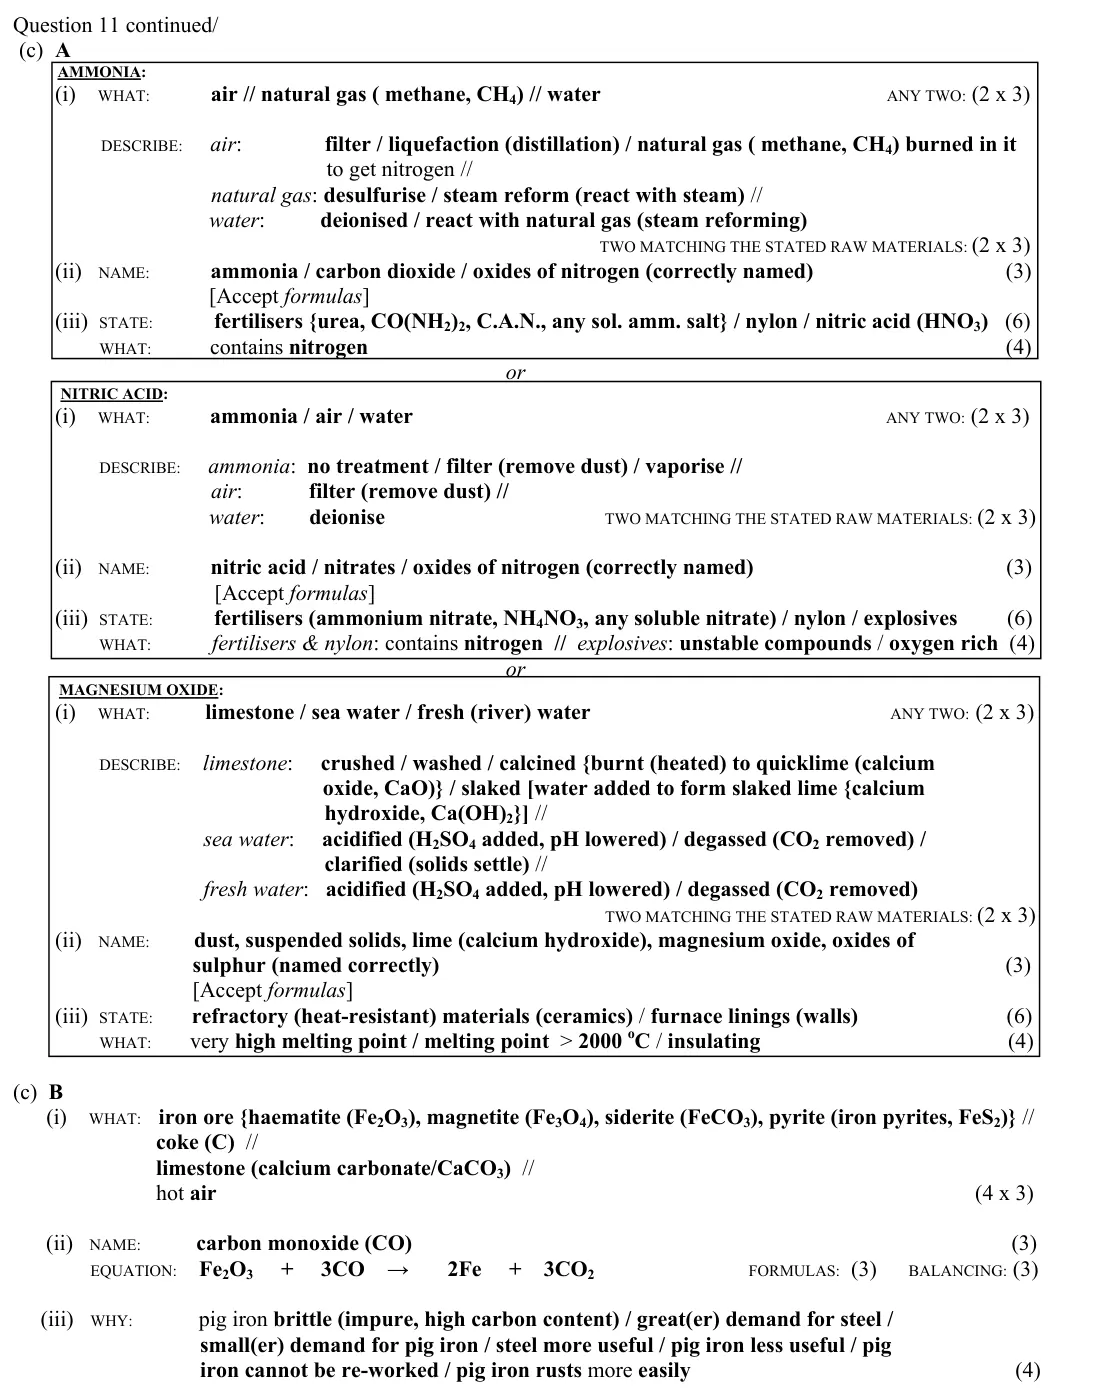 Question 11 continued/
(c) A
AMMONIA:
(i) WHAT: air // natural gas ( methane, CH₄) // water ANY TWO: (2 x 3)
DESCRIBE: air: filter / liquefaction (distillation) / natural gas ( methane, CH₄) burned in it
to get nitrogen //
natural gas: desulfurise / steam reform (react with steam) //
water: deionised / react with natural gas (steam reforming)
TWO MATCHING THE STATED RAW MATERIALS: (2 x 3)
(ii) NAME: ammonia / carbon dioxide / oxides of nitrogen (correctly named) (3)
[Accept formulas]
(iii) STATE: fertilisers {urea, CO(NH₂)₂, C.A.N., any sol. amm. salt} / nylon / nitric acid (HNO₃) (6)
WHAT: contains nitrogen (4)
or
NITRIC ACID:
(i) WHAT: ammonia / air / water ANY TWO: (2 x 3)
DESCRIBE: ammonia: no treatment / filter (remove dust) / vaporise //
air: filter (remove dust) //
water: deionise TWO MATCHING THE STATED RAW MATERIALS: (2 x 3)
(ii) NAME: nitric acid / nitrates / oxides of nitrogen (correctly named) (3)
[Accept formulas]
(iii) STATE: fertilisers (ammonium nitrate, NH₄NO₃, any soluble nitrate) / nylon / explosives (6)
WHAT: fertilisers & nylon: contains nitrogen // explosives: unstable compounds / oxygen rich (4)
or
MAGNESIUM OXIDE:
(i) WHAT: limestone / sea water / fresh (river) water ANY TWO: (2 x 3)
DESCRIBE: limestone: crushed / washed / calcined {burnt (heated) to quicklime (calcium
oxide, CaO)} / slaked [water added to form slaked lime {calcium
hydroxide, Ca(OH)₂}] //
sea water: acidified (H₂SO₄ added, pH lowered) / degassed (CO₂ removed) /
clarified (solids settle) //
fresh water: acidified (H₂SO₄ added, pH lowered) / degassed (CO₂ removed)
TWO MATCHING THE STATED RAW MATERIALS: (2 x 3)
(ii) NAME: dust, suspended solids, lime (calcium hydroxide), magnesium oxide, oxides of
sulphur (named correctly) (3)
[Accept formulas]
(iii) STATE: refractory (heat-resistant) materials (ceramics) / furnace linings (walls) (6)
WHAT: very high melting point / melting point > 2000 °C / insulating (4)
(c) B
(i) WHAT: iron ore {haematite (Fe₂O₃), magnetite (Fe₃O₄), siderite (FeCO₃), pyrite (iron pyrites, FeS₂)} //
coke (C) //
limestone (calcium carbonate/CaCO₃) //
hot air (4 x 3)
(ii) NAME: carbon monoxide (CO) (3)
EQUATION: Fe₂O₃ + 3CO → 2Fe + 3CO₂ FORMULAS: (3) BALANCING: (3)
(iii) WHY: pig iron brittle (impure, high carbon content) / great(er) demand for steel /
small(er) demand for pig iron / steel more useful / pig iron less useful / pig
iron cannot be re-worked / pig iron rusts more easily (4)